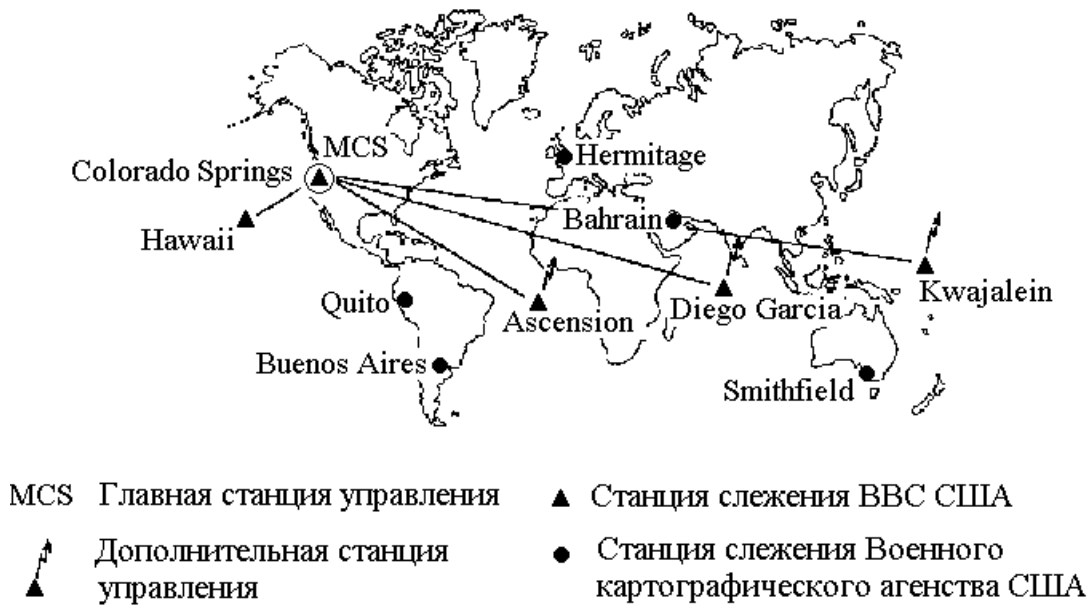 MCS
Hermitage
Colorado Springs
Bahrain
Hawaii
Kwajalein
Quito
Ascension
Diego Garcia
Buenos Aires
Smithfield
MCS Главная станция управления
Станция слежения ВВС США
Дополнительная станция
управления
Станция слежения Военного
картографического агенства США